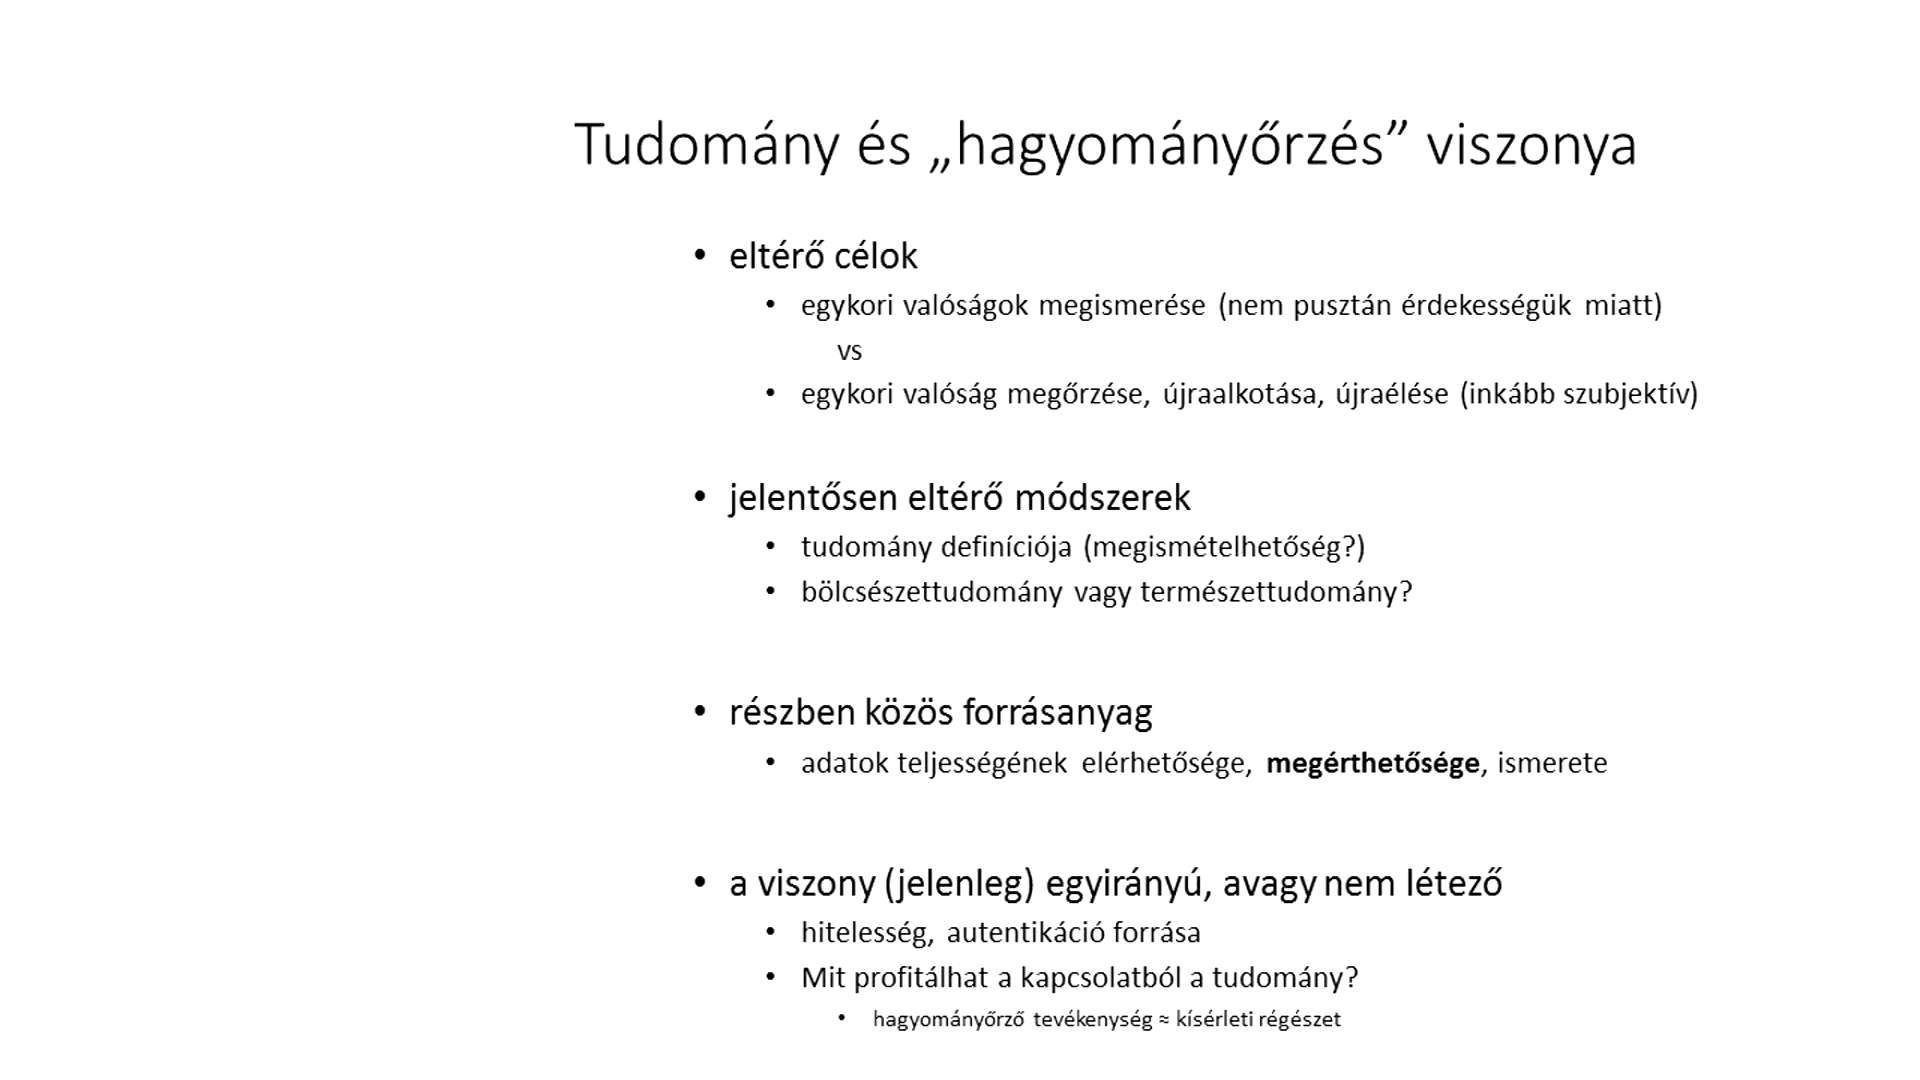 Tudomány és „hagyományőrzés” viszonya
• eltérő célok
• egykori valóságok megismerése (nem pusztán érdekességük miatt)
vs
• egykori valóság megőrzése, újraalkotása, újraélése (inkább szubjektív)
• jelentősen eltérő módszerek
• tudomány definíciója (megismételhetőség?)
• bölcsészettudomány vagy természettudomány?
• részben közös forrásanyag
• adatok teljességének elérhetősége, megérthetősége, ismerete
• a viszony (jelenleg) egyirányú, avagy nem létező
• hitelesség, autentikáció forrása
• Mit profitálhat a kapcsolatból a tudomány?
• hagyományőrző tevékenység ≈ kísérleti régészet